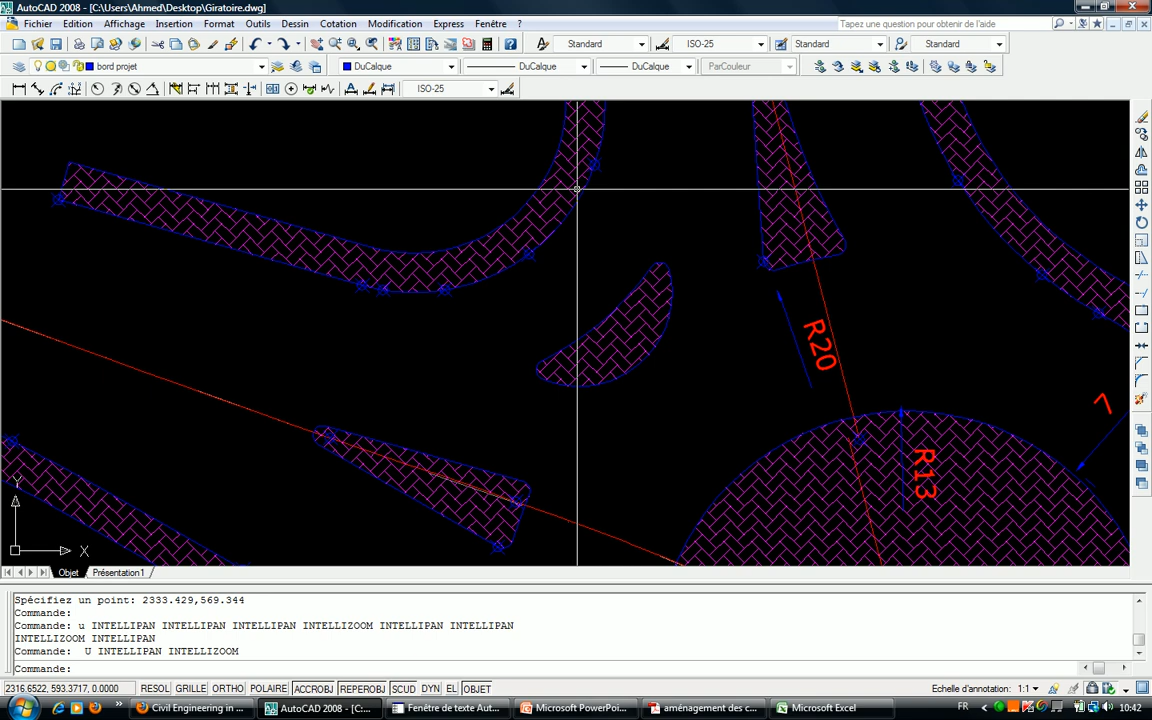 AutoCAD 2008 - [C:\Users\Ahmed\Desktop\Giratoire.dwg]
Fichier Edition Affichage Insertion Format Outils Dessin Cotation Modification Express Fenêtre ? Tapez une question pour obtenir de l'aide
Standard ISO-25 Standard Standard
bord projet DuCalque DuCalque DuCalque ParCouleur
ISO-25
R20
7
R13
Y
X
Objet Présentation1
Spécifiez un point: 2333.429,569.344
Commande:
Commande: u INTELLIPAN INTELLIPAN INTELLIPAN INTELLIZOOM INTELLIPAN INTELLIPAN
INTELLIZOOM INTELLIPAN
Commande: U INTELLIPAN INTELLIZOOM
Commande:
2316.6522, 593.3717, 0.0000 RESOL GRILLE ORTHO POLAIRE ACCROBJ REPEROBJ SCUD DYN EL OBJET Echelle d'annotation: 1:1
Civil Engineering in ... AutoCAD 2008 - [C:... Fenêtre de texte Aut... Microsoft PowerPoi... aménagement des c... Microsoft Excel FR 10:42